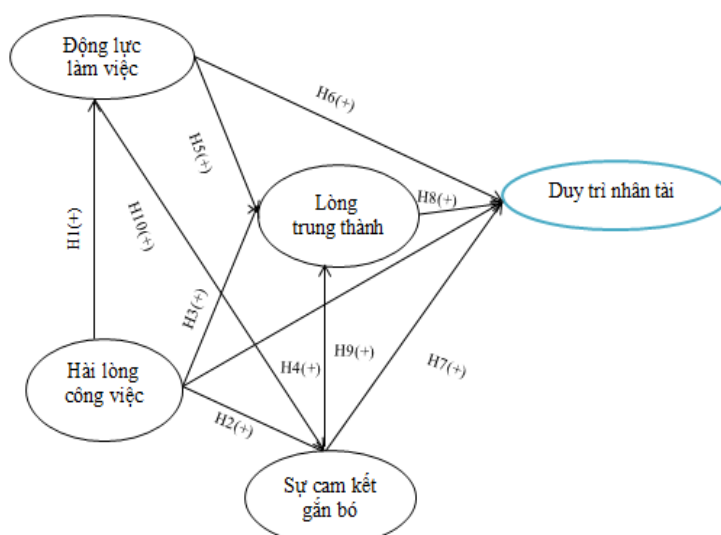 Động lực
làm việc
H6(+)
H5(+)
Lòng
trung thành
H8(+)
Duy trì nhân tài
H1(+)
H10(+)
H3(+)
Hài lòng
công việc
H4(+)
H9(+)
H7(+)
H2(+)
Sự cam kết
gắn bó